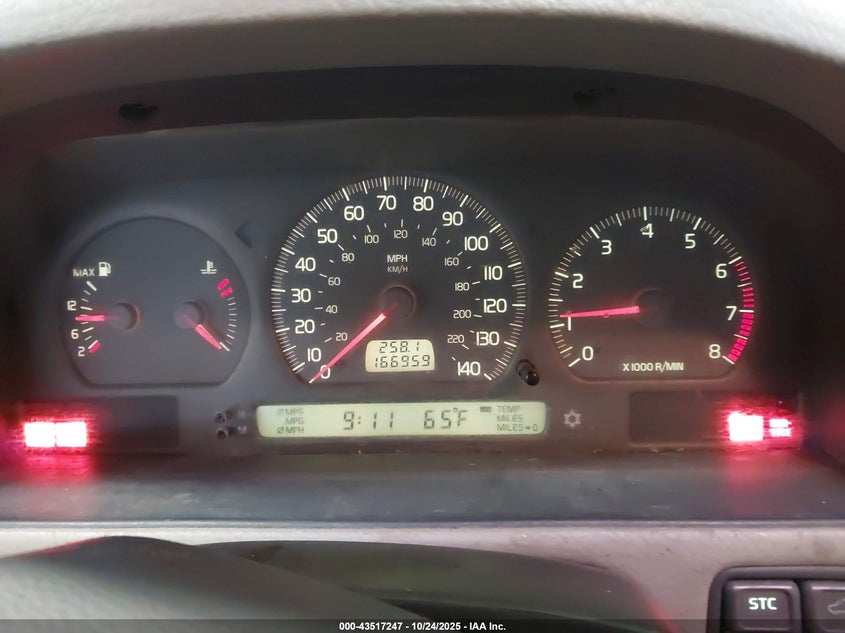 MAX
12
6
2
0 10 20 30 40 50 60 70 80 90 100 110 120 130 140
20 40 60 80 100 120 140 160 180 200 220
MPH
KM/H
258.1
166959
0 1 2 3 4 5 6 7 8
X 1000 R/MIN
ØMPG
MPG
ØMPH
9:11 65°F
TEMP
MILES
MILES→0
M
STC
000-43517247 - 10/24/2025 - IAA Inc.